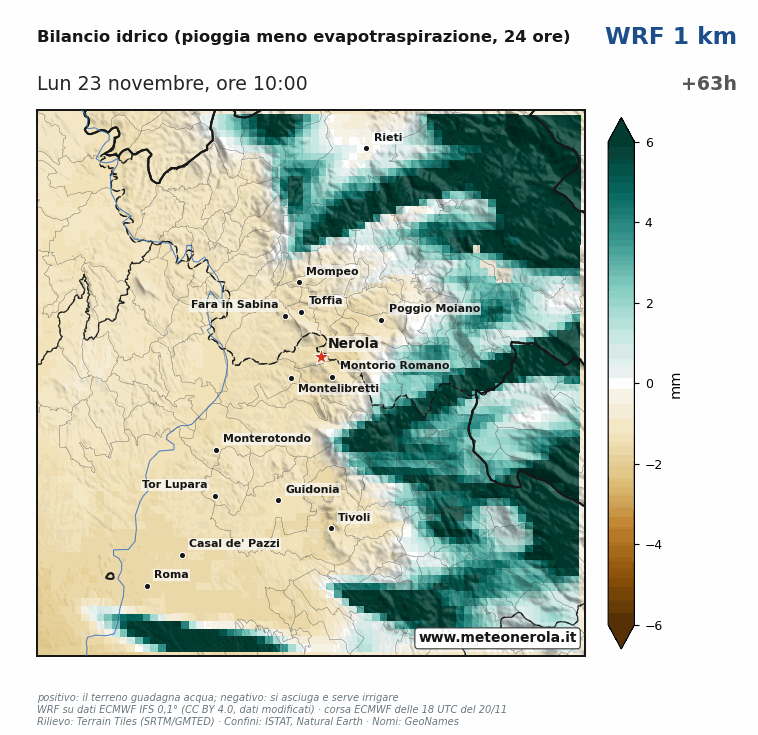 Bilancio idrico (pioggia meno evapotraspirazione, 24 ore)
WRF 1 km
Lun 23 novembre, ore 10:00
+63h
Rieti
Mompeo
Toffia
Fara in Sabina
Poggio Moiano
Nerola
Montorio Romano
Montelibretti
Monterotondo
Tor Lupara
Guidonia
Tivoli
Casal de' Pazzi
Roma
www.meteonerola.it
6
4
2
0
−2
−4
−6
mm
positivo: il terreno guadagna acqua; negativo: si asciuga e serve irrigare
WRF su dati ECMWF IFS 0,1° (CC BY 4.0, dati modificati) · corsa ECMWF delle 18 UTC del 20/11
Rilievo: Terrain Tiles (SRTM/GMTED) · Confini: ISTAT, Natural Earth · Nomi: GeoNames